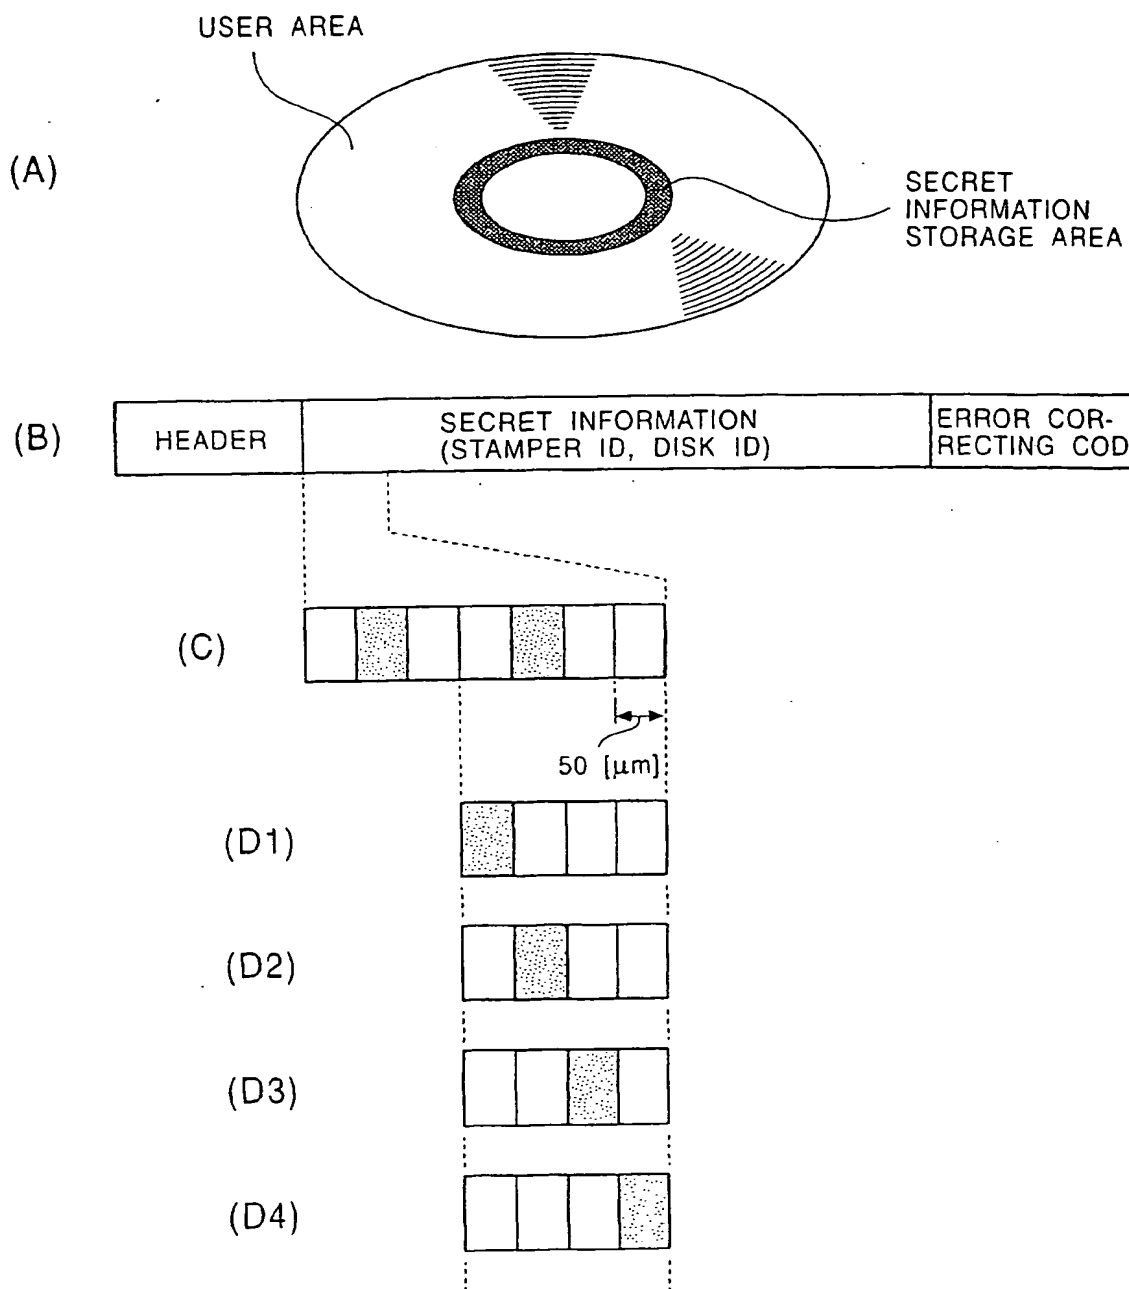 USER AREA
(A)
SECRET
INFORMATION
STORAGE AREA
(B)
HEADER
SECRET INFORMATION
(STAMPER ID, DISK ID)
ERROR COR-
RECTING COD
(C)
50 [μm]
(D1)
(D2)
(D3)
(D4)